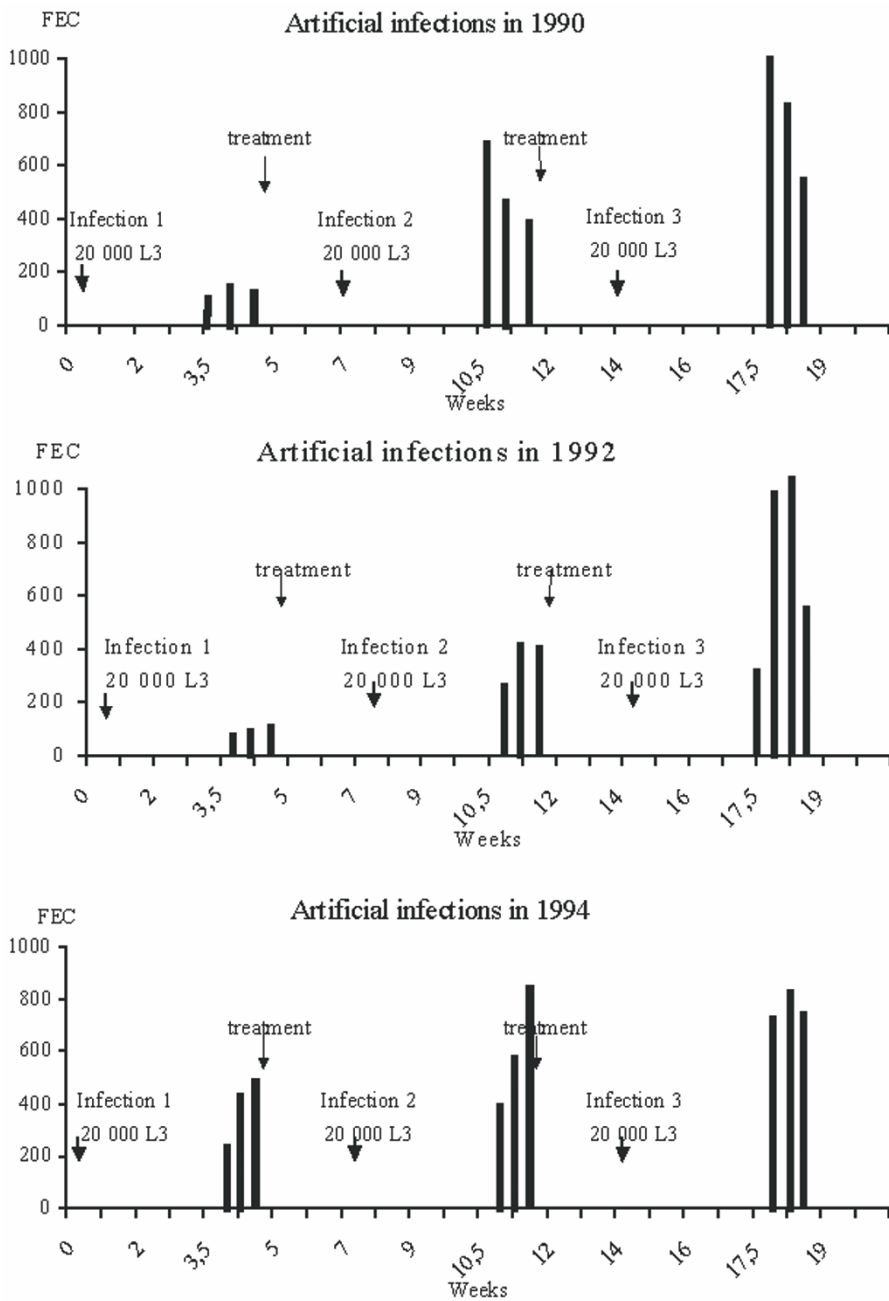 FEC
Artificial infections in 1990
1000
800
600
400
200
0
treatment
treatment
Infection 1
20 000 L3
Infection 2
20 000 L3
Infection 3
20 000 L3
0
2
3,5
5
7
9
10,5
12
14
16
17,5
19
Weeks
FEC
Artificial infections in 1992
1000
800
600
400
200
0
treatment
treatment
Infection 1
20 000 L3
Infection 2
20 000 L3
Infection 3
20 000 L3
0
2
3,5
5
7
9
10,5
12
14
16
17,5
19
Weeks
FEC
Artificial infections in 1994
1000
800
600
400
200
0
treatment
treatment
Infection 1
20 000 L3
Infection 2
20 000 L3
Infection 3
20 000 L3
0
2
3,5
5
7
9
10,5
12
14
16
17,5
19
Weeks